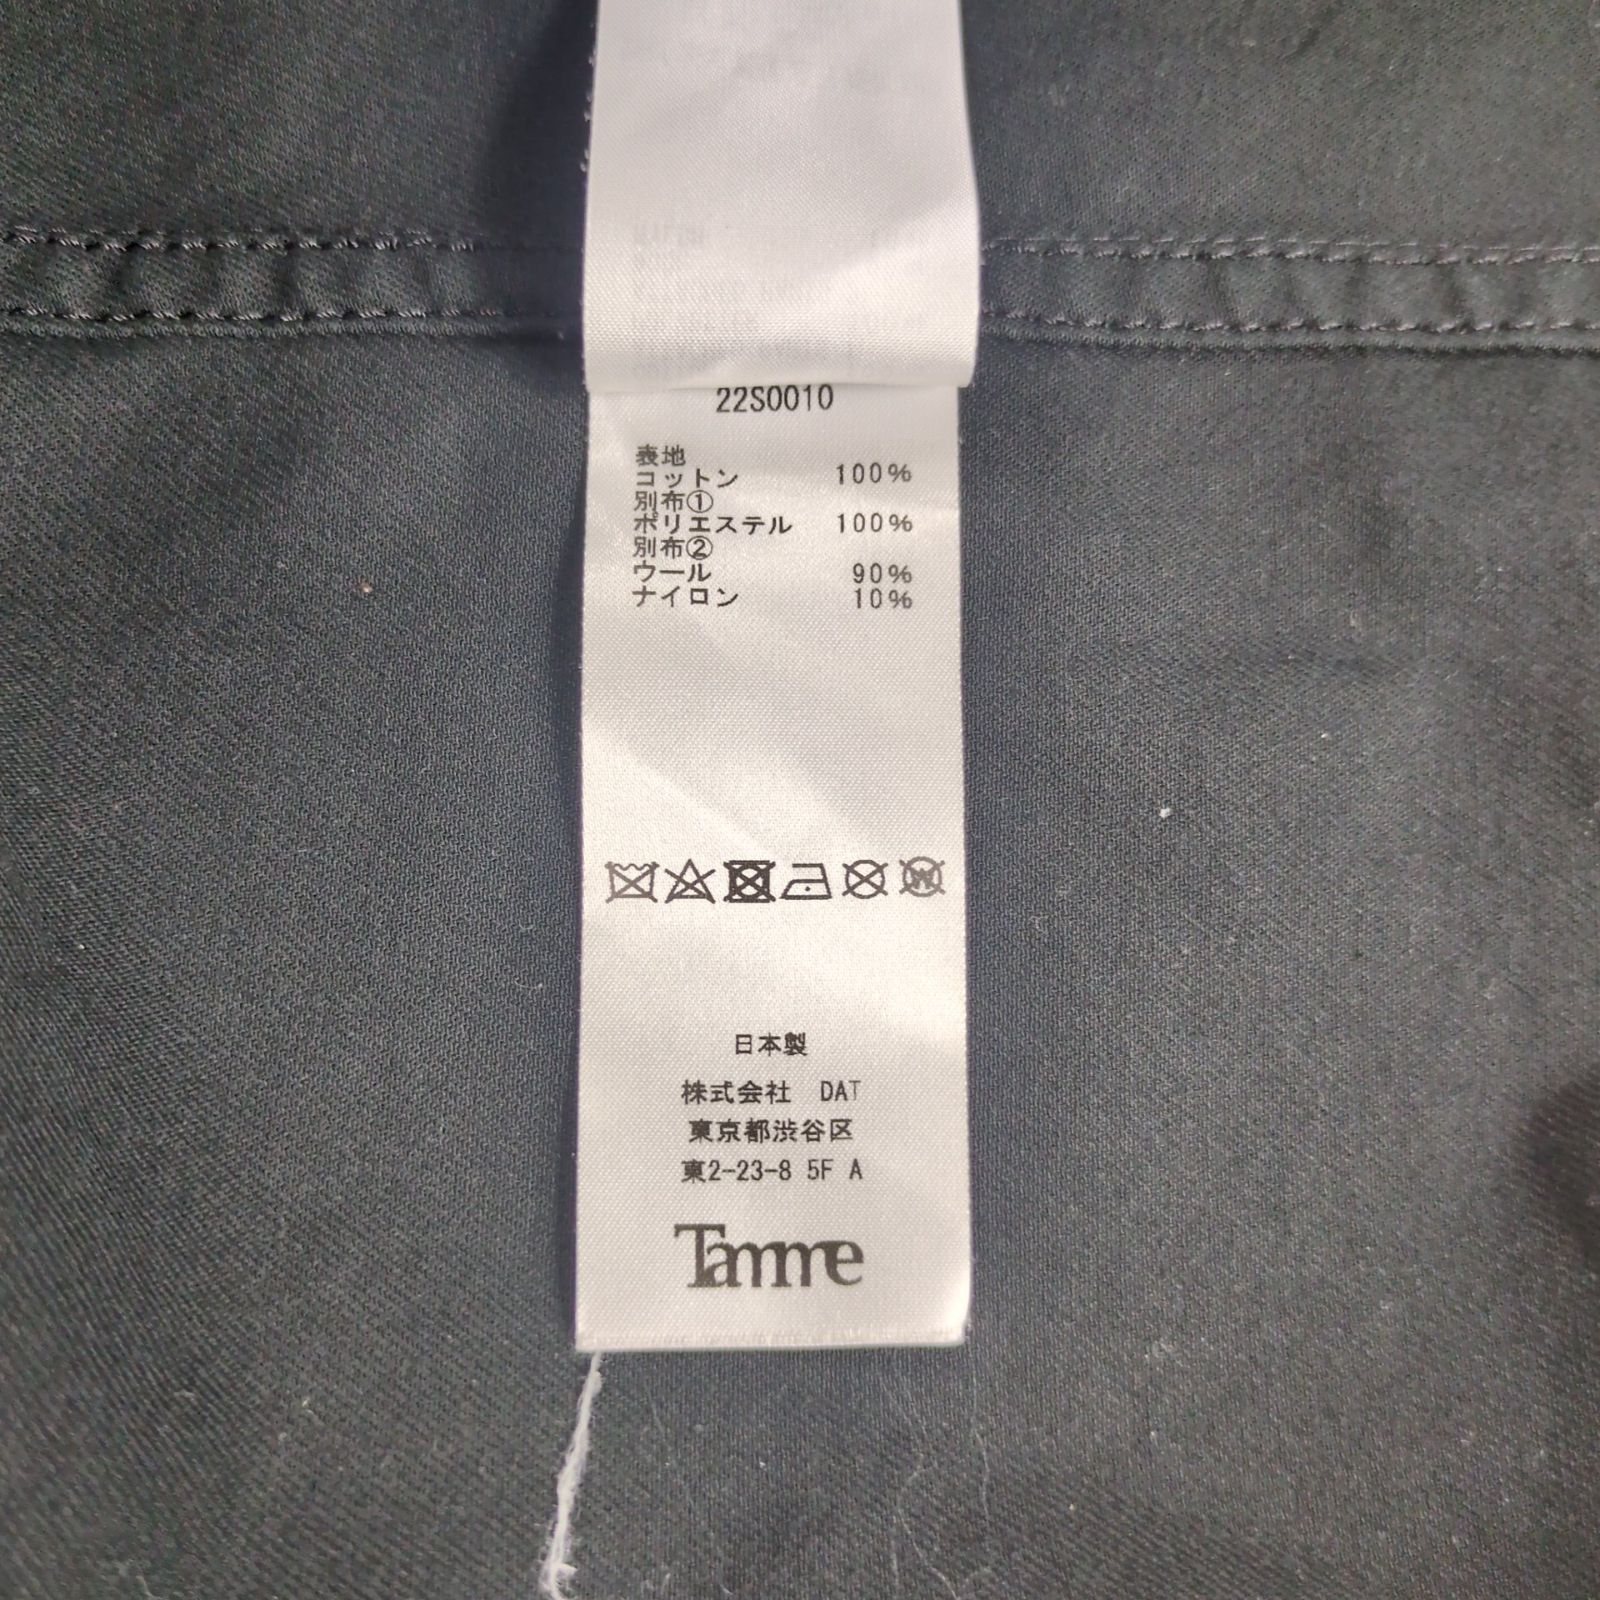 22S0010
表地
コットン 100%
別布①
ポリエステル 100%
別布②
ウール 90%
ナイロン 10%
日本製
株式会社 DAT
東京都渋谷区
東2-23-8 5F A
Tamme